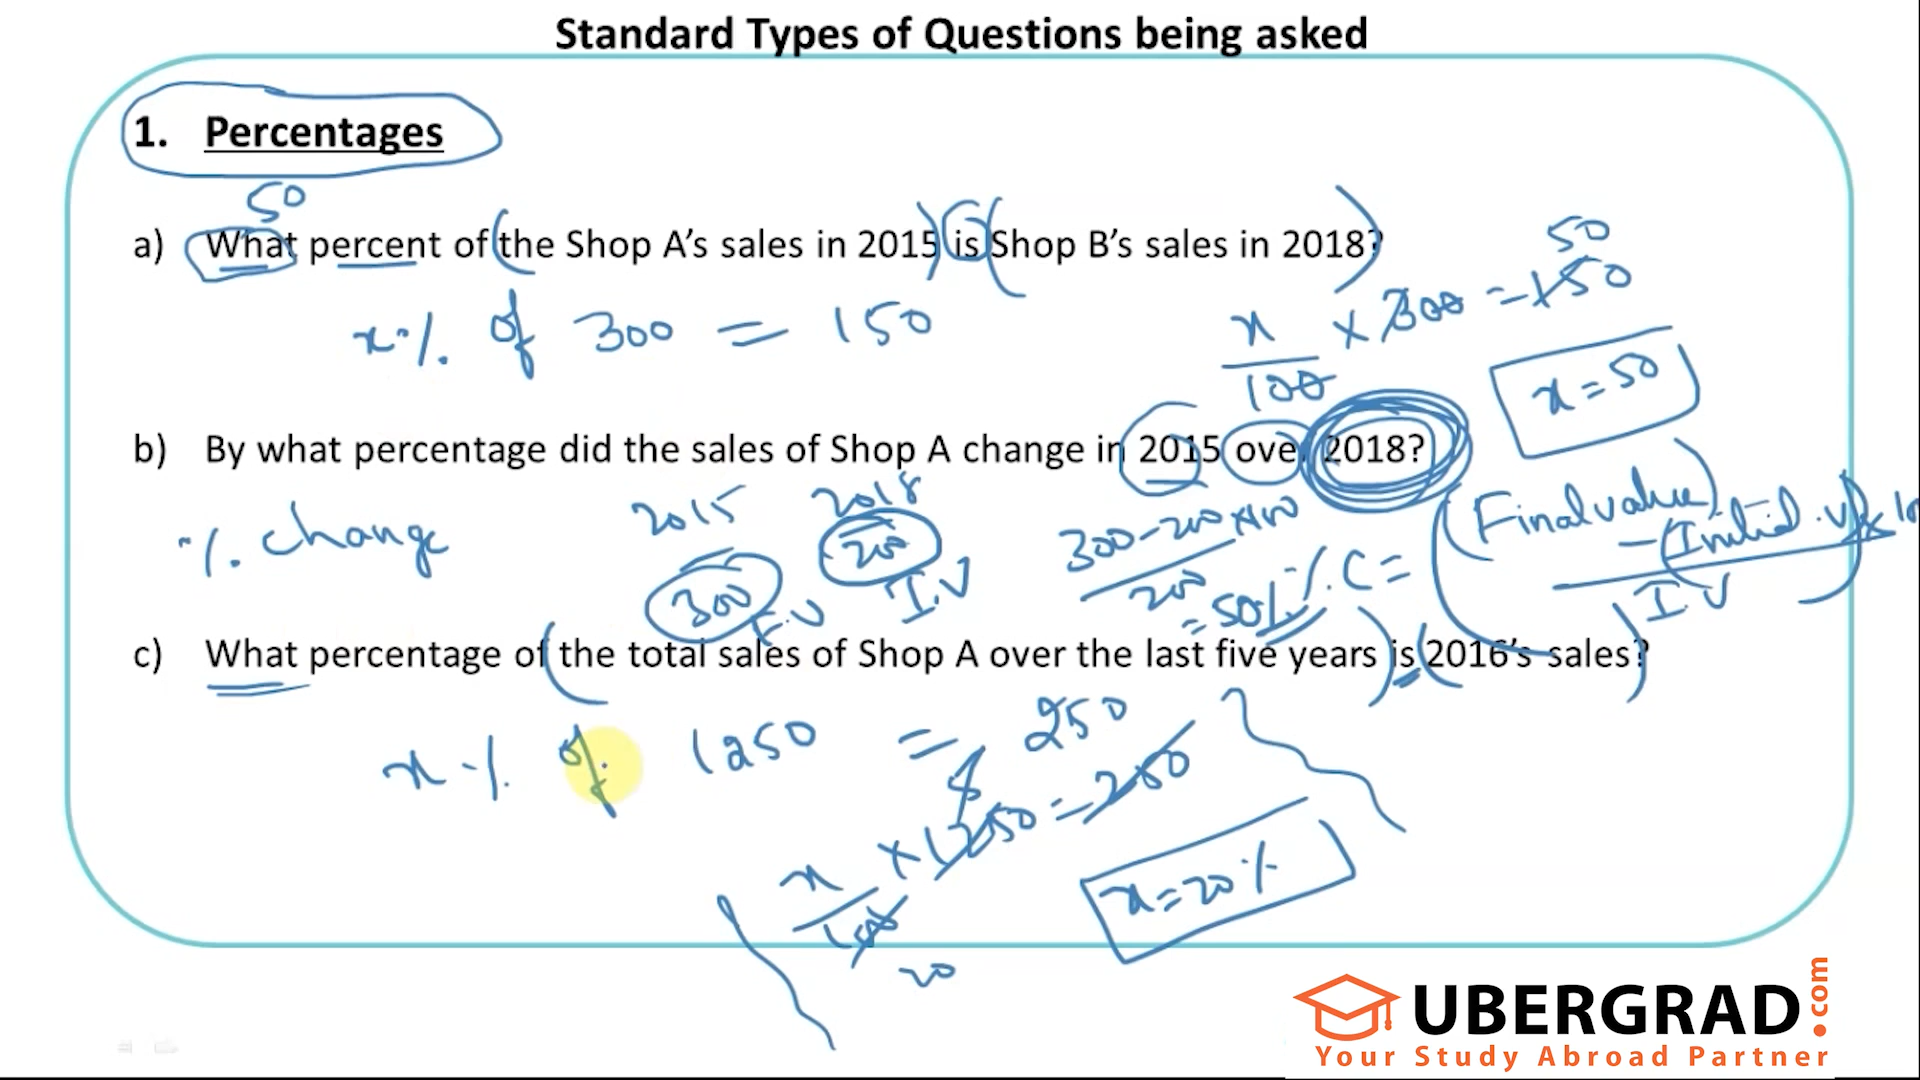 Standard Types of Questions being asked
1. Percentages
50
a) What percent of the Shop A's sales in 2015 is Shop B's sales in 2018?
x % of 300 = 150
x/100 × 300 = 150
50
x = 50
b) By what percentage did the sales of Shop A change in 2015 over 2018?
% change
2015 2018
300 F.V 200 I.V
300-200 × 100
200
= 50%
% C =
(Final value) - (Initial .V)
I.V
c) What percentage of the total sales of Shop A over the last five years is 2016's sales?
x % of 1250 = 250
x/100 × 1250 = 250
20
x = 20 %
UBERGRAD.com
Your Study Abroad Partner